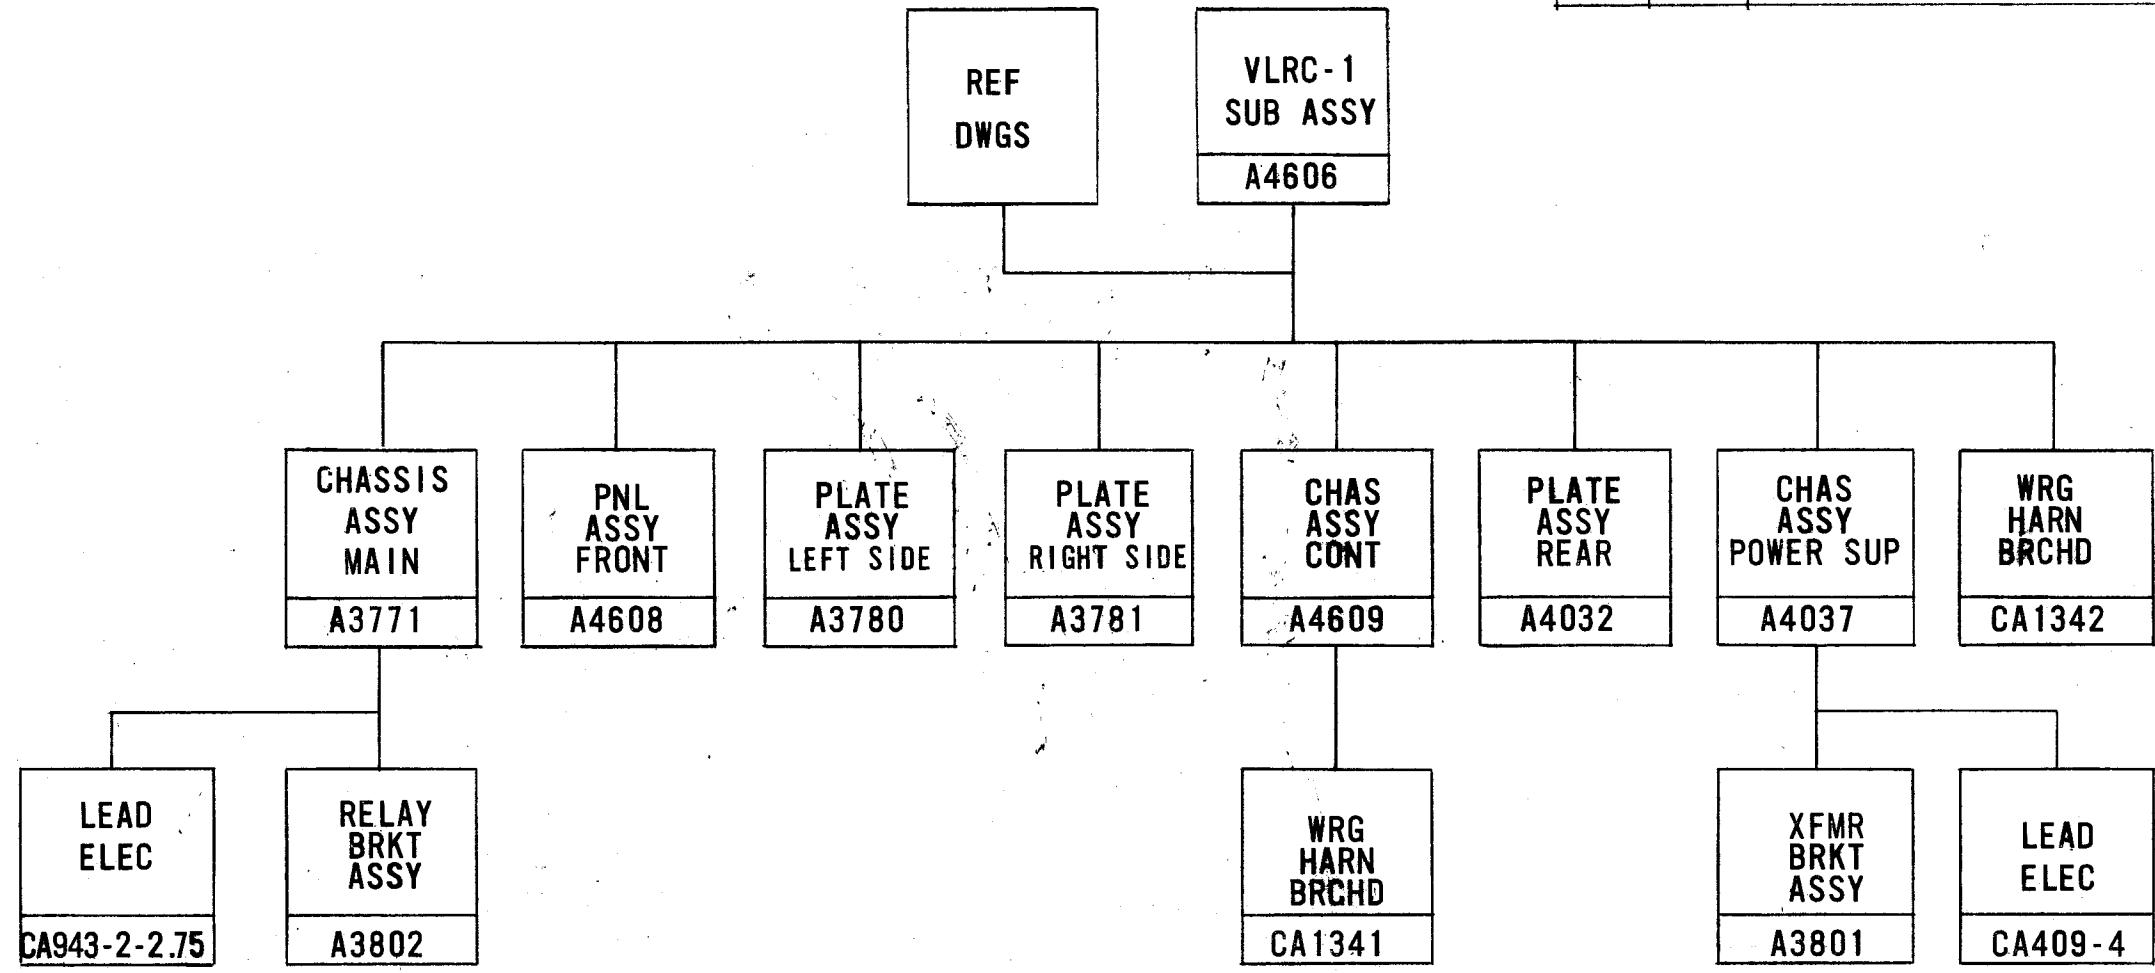 REF
DWGS
VLRC-1
SUB ASSY
A4606
CHASSIS
ASSY
MAIN
A3771
PNL
ASSY
FRONT
A4608
PLATE
ASSY
LEFT SIDE
A3780
PLATE
ASSY
RIGHT SIDE
A3781
CHAS
ASSY
CONT
A4609
PLATE
ASSY
REAR
A4032
CHAS
ASSY
POWER SUP
A4037
WRG
HARN
BRCHD
CA1342
LEAD
ELEC
CA943-2-2.75
RELAY
BRKT
ASSY
A3802
WRG
HARN
BRCHD
CA1341
XFMR
BRKT
ASSY
A3801
LEAD
ELEC
CA409-4